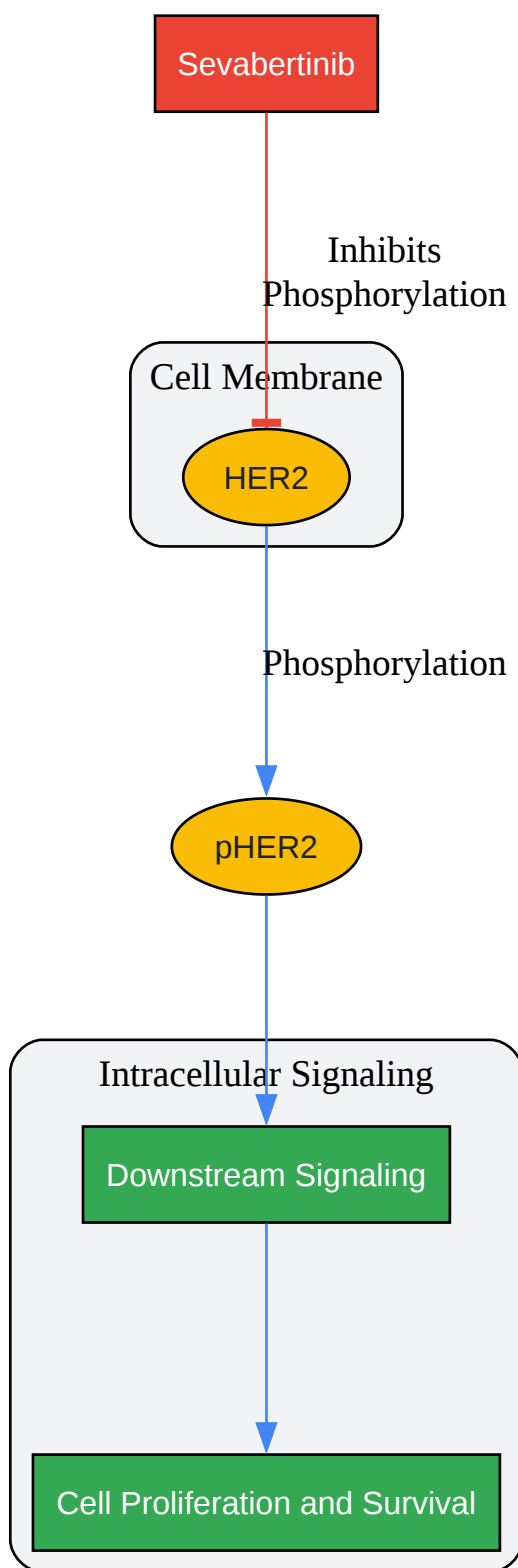 Sevabertinib
Inhibits
Phosphorylation
Cell Membrane
HER2
Phosphorylation
pHER2
Intracellular Signaling
Downstream Signaling
Cell Proliferation and Survival